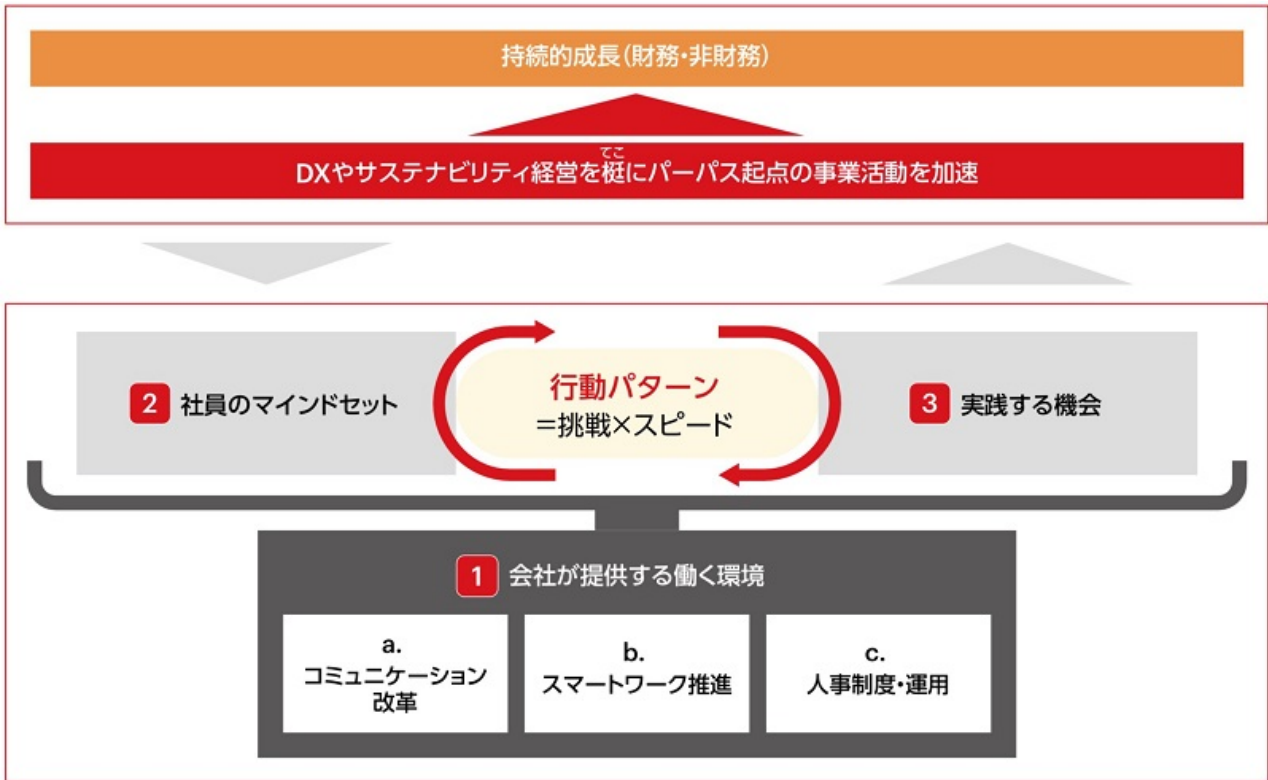 持続的成長(財務・非財務)
てこ
DXやサステナビリティ経営を梃にパーパス起点の事業活動を加速
2 社員のマインドセット
行動パターン
=挑戦×スピード
3 実践する機会
1 会社が提供する働く環境
a.
コミュニケーション
改革
b.
スマートワーク推進
c.
人事制度・運用